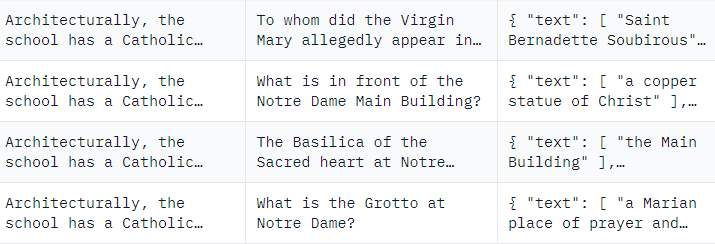 Architecturally, the
school has a Catholic…
To whom did the Virgin
Mary allegedly appear in…
{ "text": [ "Saint
Bernadette Soubirous"…
Architecturally, the
school has a Catholic…
What is in front of the
Notre Dame Main Building?
{ "text": [ "a copper
statue of Christ" ],…
Architecturally, the
school has a Catholic…
The Basilica of the
Sacred heart at Notre…
{ "text": [ "the Main
Building" ],…
Architecturally, the
school has a Catholic…
What is the Grotto at
Notre Dame?
{ "text": [ "a Marian
place of prayer and…